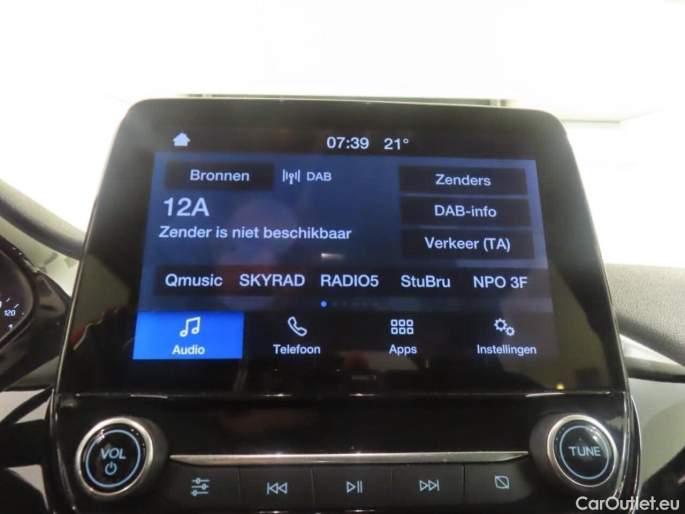 07:39 21°
Bronnen DAB Zenders
12A DAB-info
Zender is niet beschikbaar Verkeer (TA)
Qmusic SKYRAD RADIO5 StuBru NPO 3F
Audio Telefoon Apps Instellingen
VOL TUNE
120
CarOutlet.eu